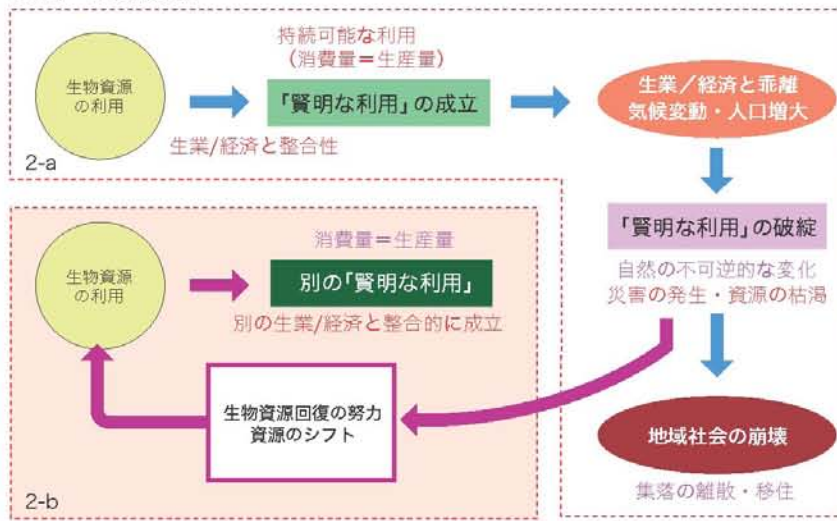 生物資源
の利用
持続可能な利用
（消費量＝生産量）
「賢明な利用」の成立
生業/経済と整合性
2-a
生業／経済と乖離
気候変動・人口増大
「賢明な利用」の破綻
自然の不可逆的な変化
災害の発生・資源の枯渇
地域社会の崩壊
集落の離散・移住
生物資源
の利用
消費量＝生産量
別の「賢明な利用」
別の生業/経済と整合的に成立
生物資源回復の努力
資源のシフト
2-b